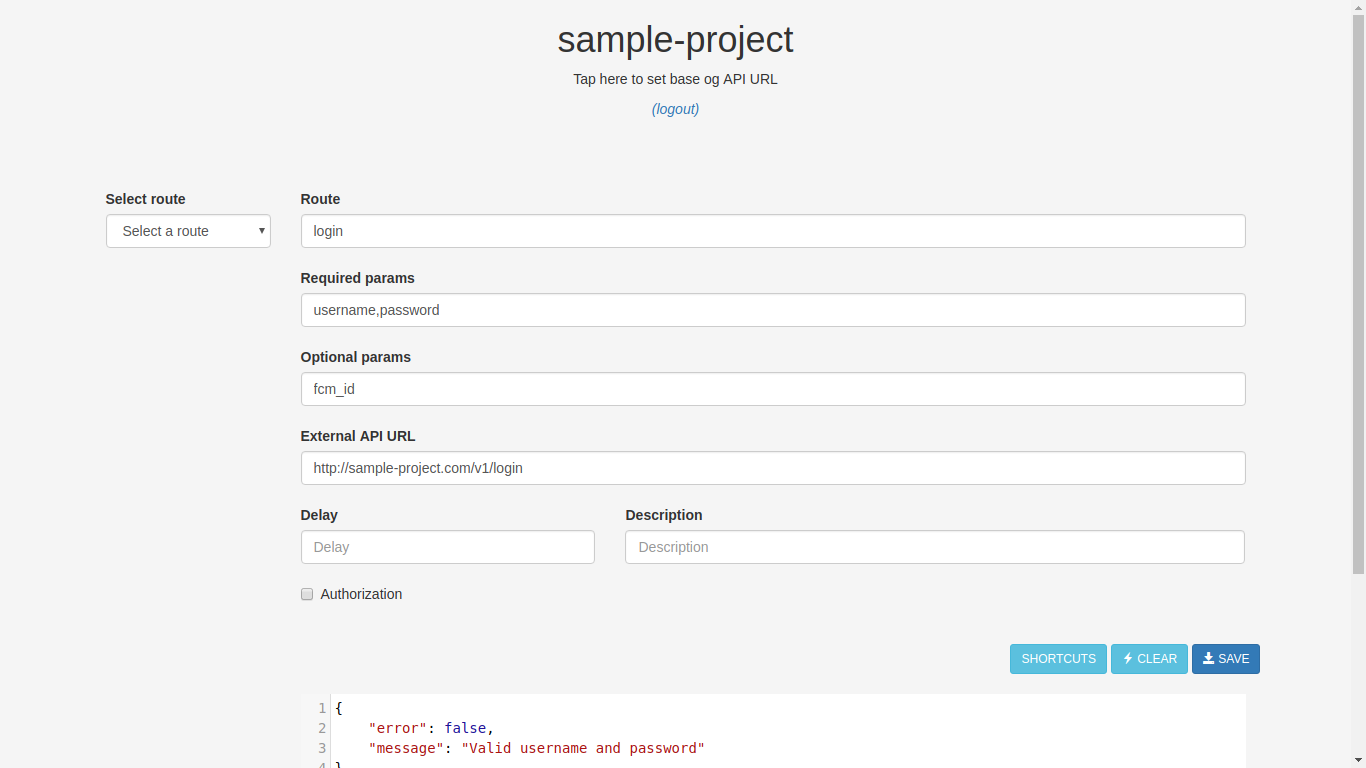 sample-project
Tap here to set base og API URL
(logout)
Select route
Select a route
Route
login
Required params
username,password
Optional params
fcm_id
External API URL
http://sample-project.com/v1/login
Delay
Description
Delay
Description
Authorization
SHORTCUTS
CLEAR
SAVE
1 {
2 "error": false,
3 "message": "Valid username and password"
4 }